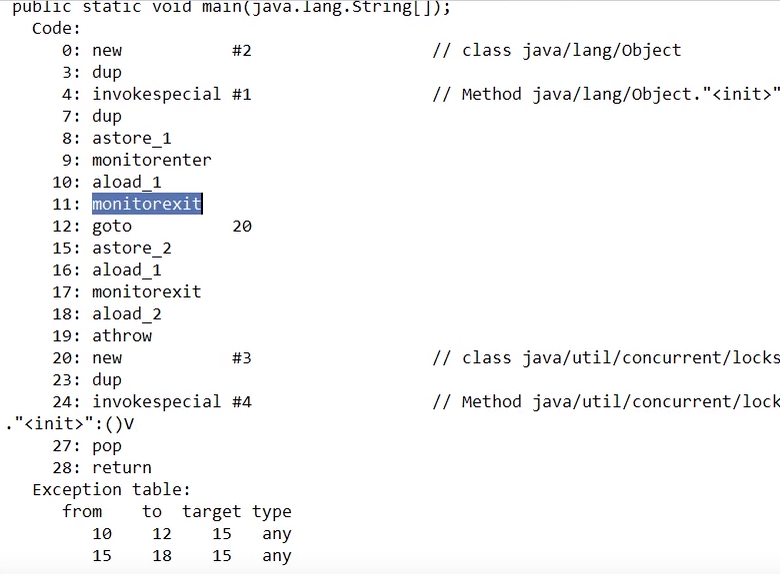 public static void main(java.lang.String[]);
Code:
0: new #2 // class java/lang/Object
3: dup
4: invokespecial #1 // Method java/lang/Object."<init>"
7: dup
8: astore_1
9: monitorenter
10: aload_1
11: monitorexit
12: goto 20
15: astore_2
16: aload_1
17: monitorexit
18: aload_2
19: athrow
20: new #3 // class java/util/concurrent/locks
23: dup
24: invokespecial #4 // Method java/util/concurrent/lock
."<init>":()V
27: pop
28: return
Exception table:
from to target type
10 12 15 any
15 18 15 any